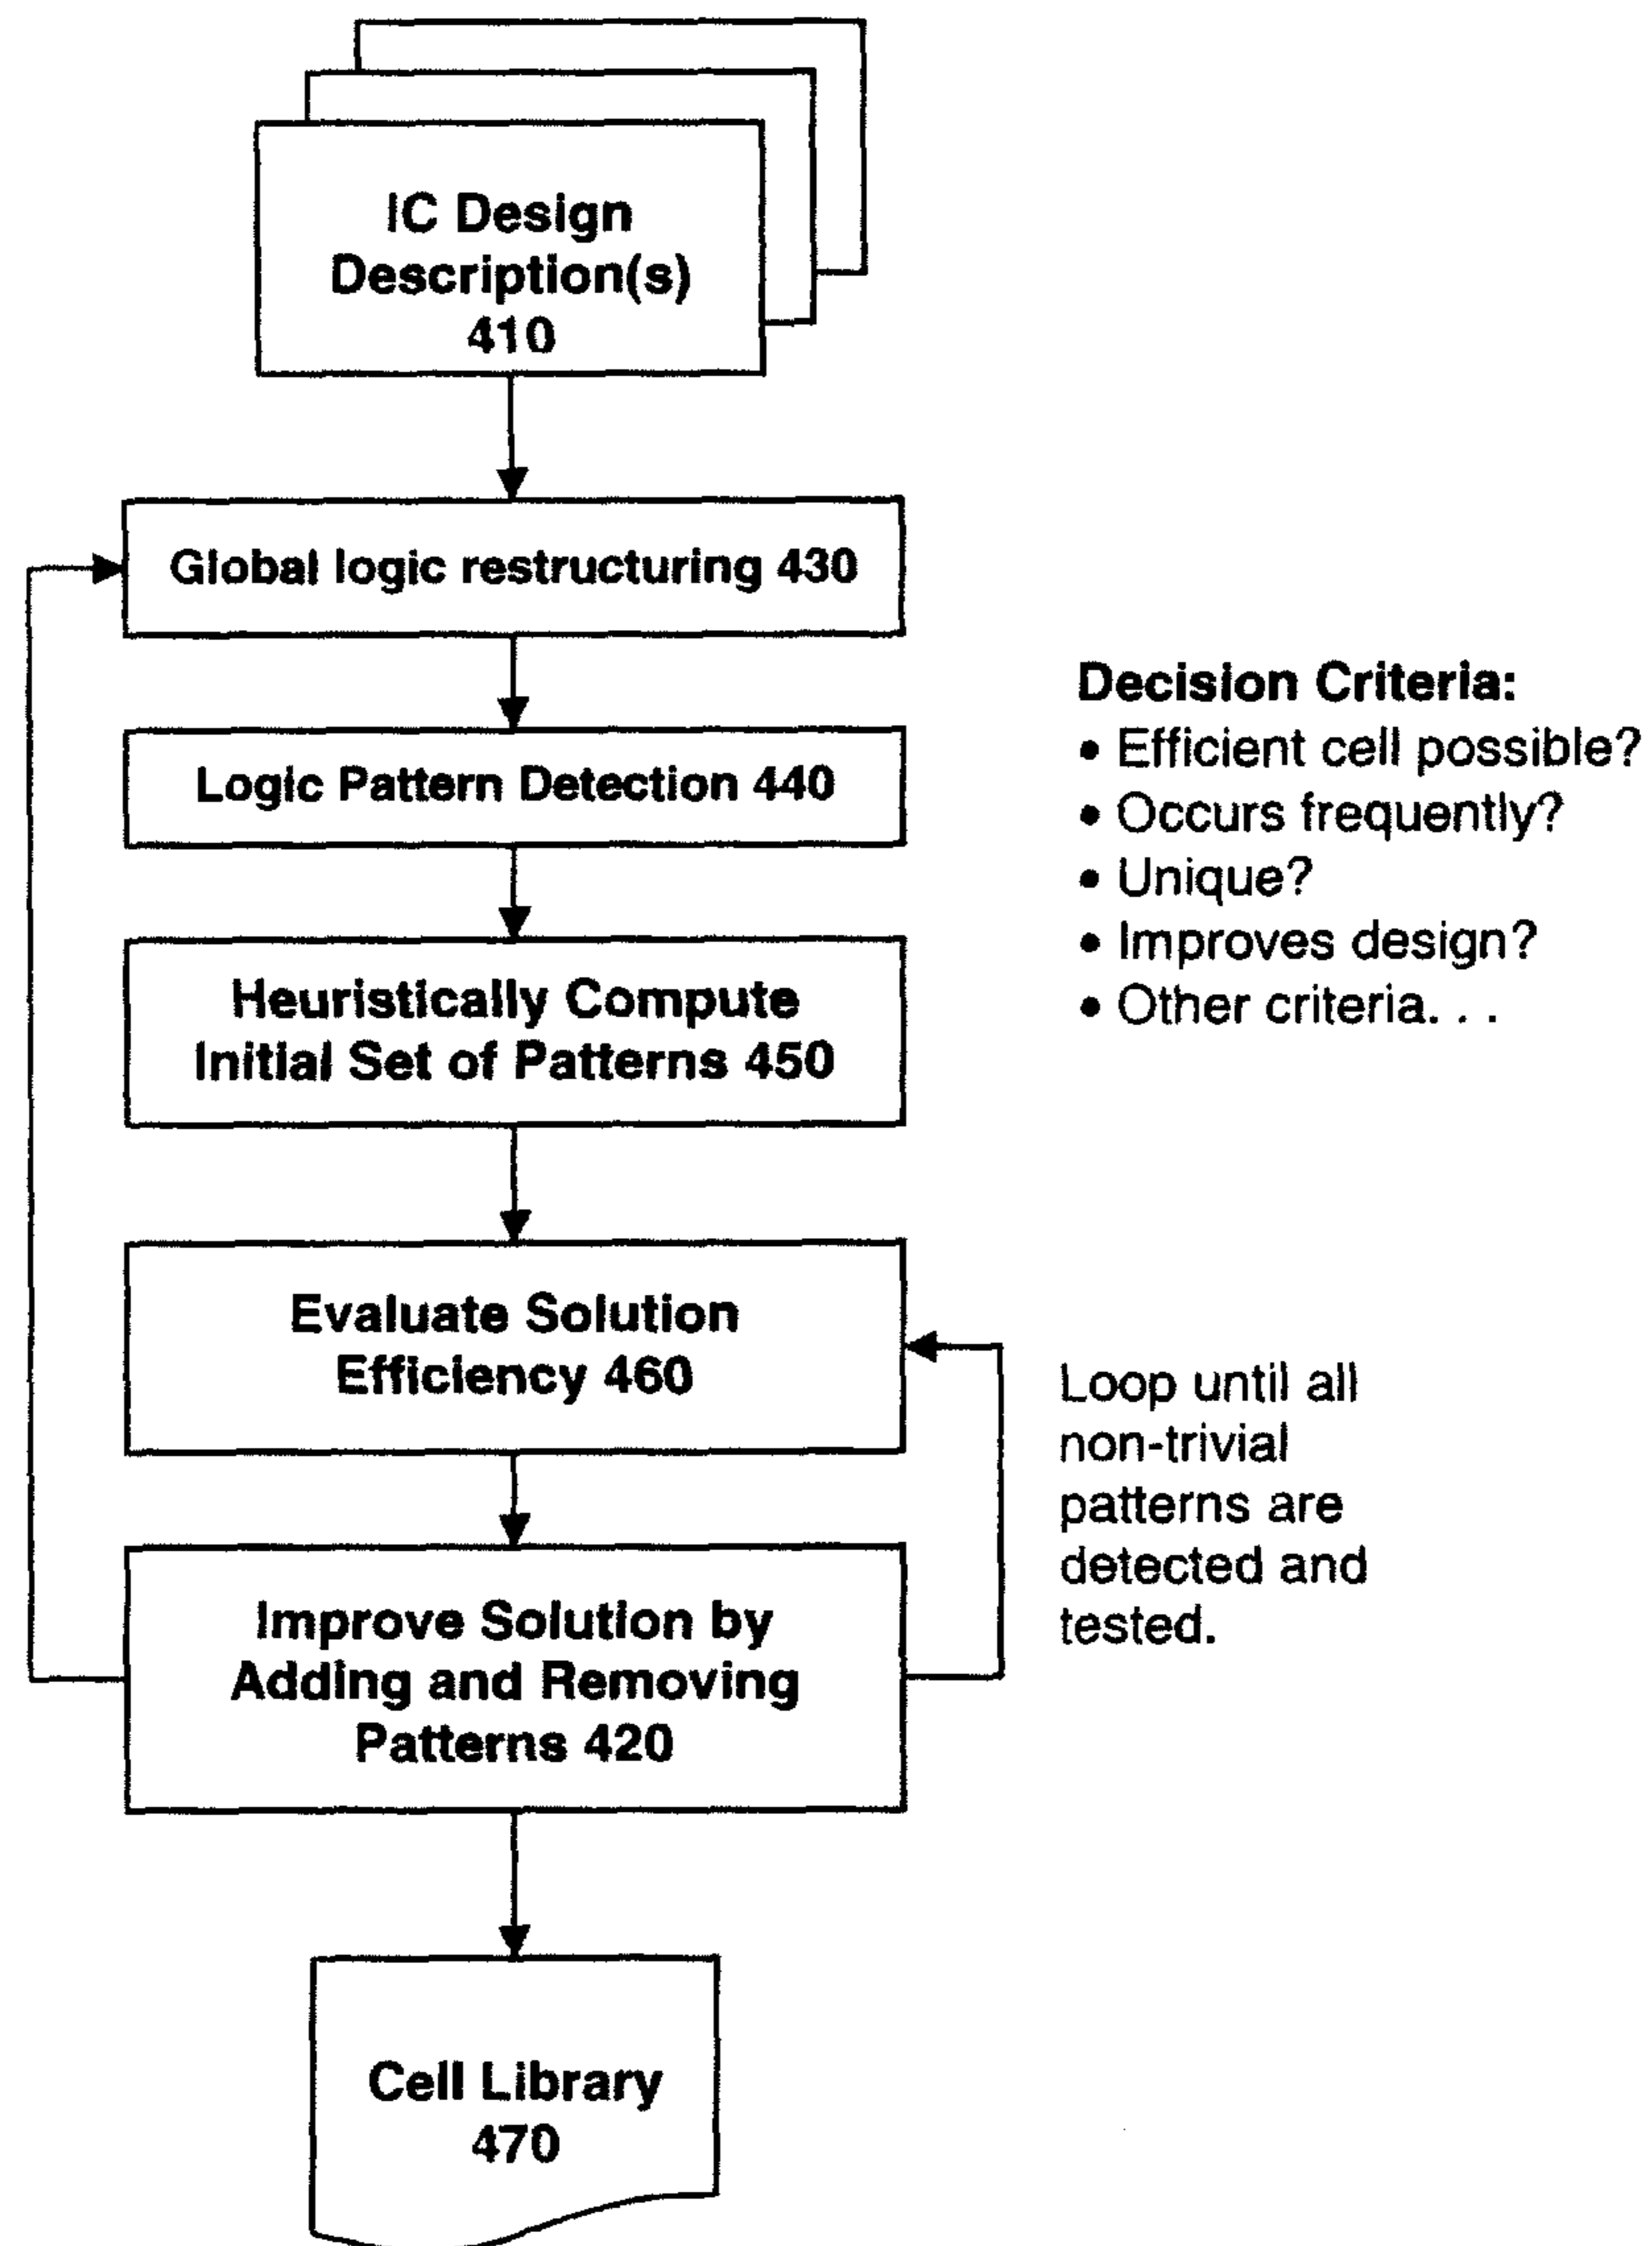 IC Design
Description(s)
410
Global logic restructuring 430
Logic Pattern Detection 440
Decision Criteria:
• Efficient cell possible?
• Occurs frequently?
• Unique?
• Improves design?
• Other criteria. . .
Heuristically Compute
Initial Set of Patterns 450
Evaluate Solution
Efficiency 460
Loop until all
non-trivial
patterns are
detected and
tested.
Improve Solution by
Adding and Removing
Patterns 420
Cell Library
470